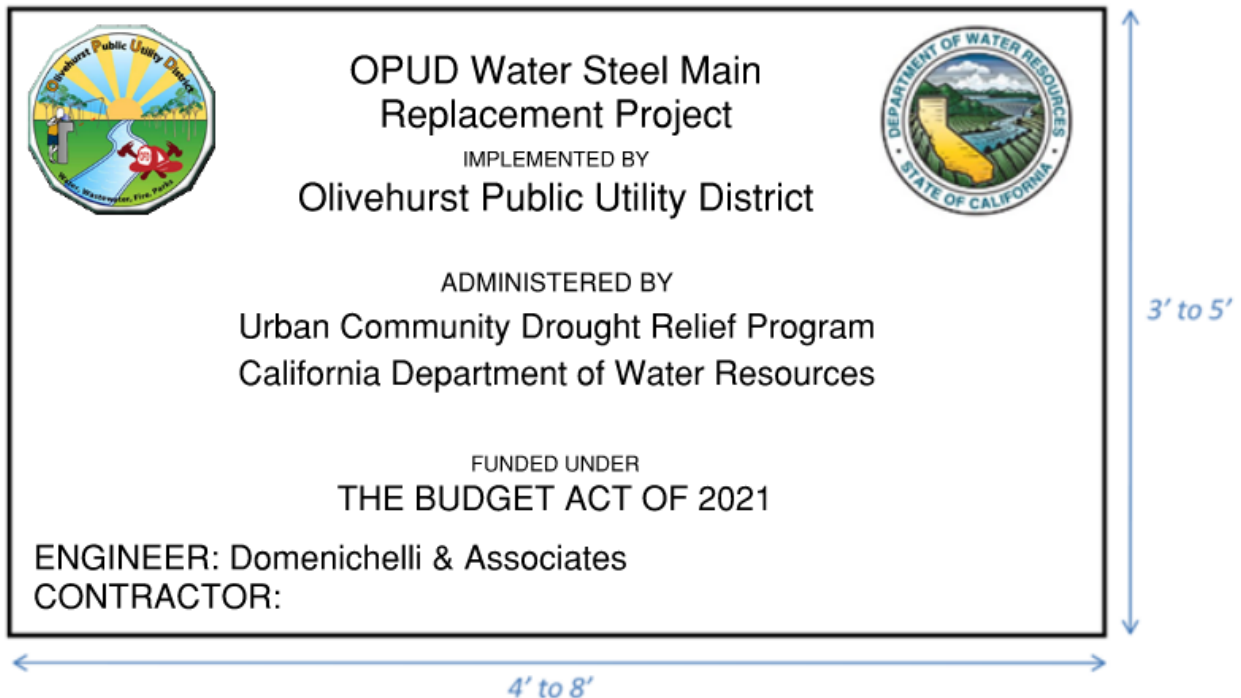 Olivehurst Public Utility District
Water, Wastewater, Fire, Parks
OPUD Water Steel Main
Replacement Project
IMPLEMENTED BY
Olivehurst Public Utility District
DEPARTMENT OF WATER RESOURCES
STATE OF CALIFORNIA
ADMINISTERED BY
Urban Community Drought Relief Program
California Department of Water Resources
FUNDED UNDER
THE BUDGET ACT OF 2021
ENGINEER: Domenichelli & Associates
CONTRACTOR:
3' to 5'
4' to 8'